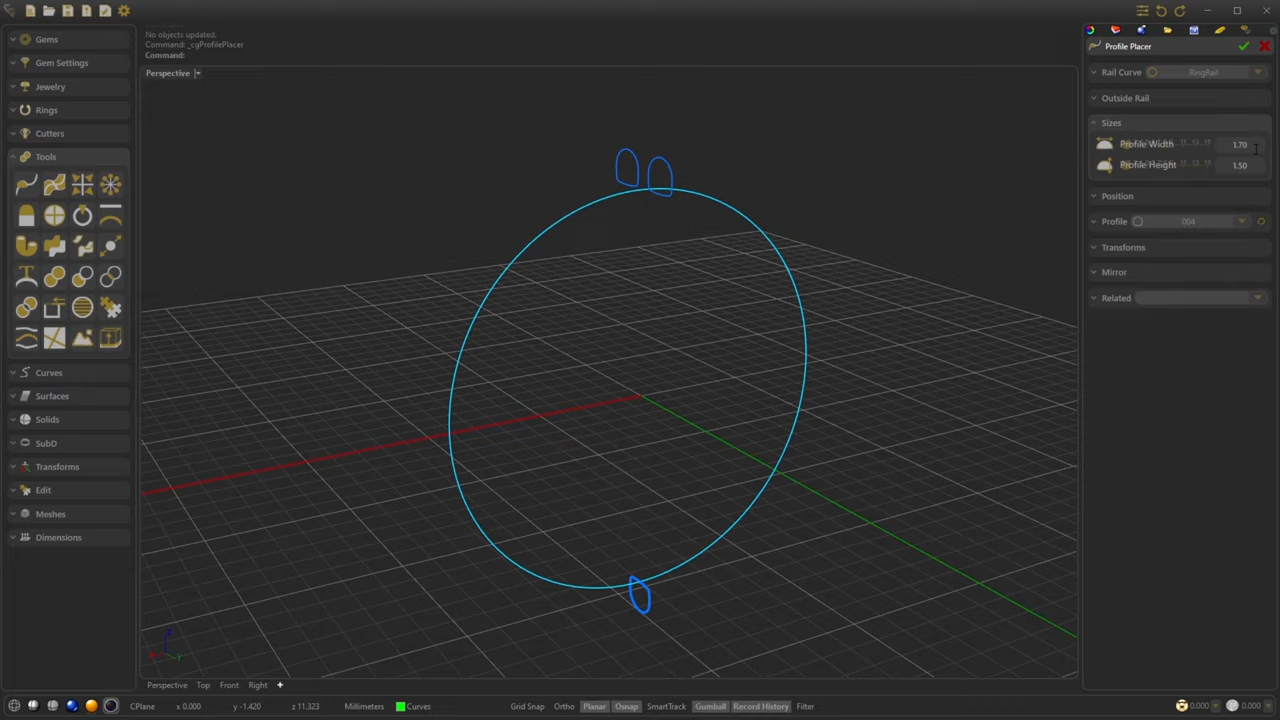 No objects updated.
Command: _cgProfilePlacer
Command:
Perspective
Gems
Gem Settings
Jewelry
Rings
Cutters
Tools
Curves
Surfaces
Solids
SubD
Transforms
Edit
Meshes
Dimensions
Profile Placer
Rail Curve RingRail
Outside Rail
Sizes
Profile Width 1.70
Profile Height 1.50
Position
Profile 004
Transforms
Mirror
Related
z
x
y
Perspective Top Front Right
CPlane x 0.000 y -1.420 z 11.323 Millimeters Curves Grid Snap Ortho Planar Osnap SmartTrack Gumball Record History Filter 0.000 0.000